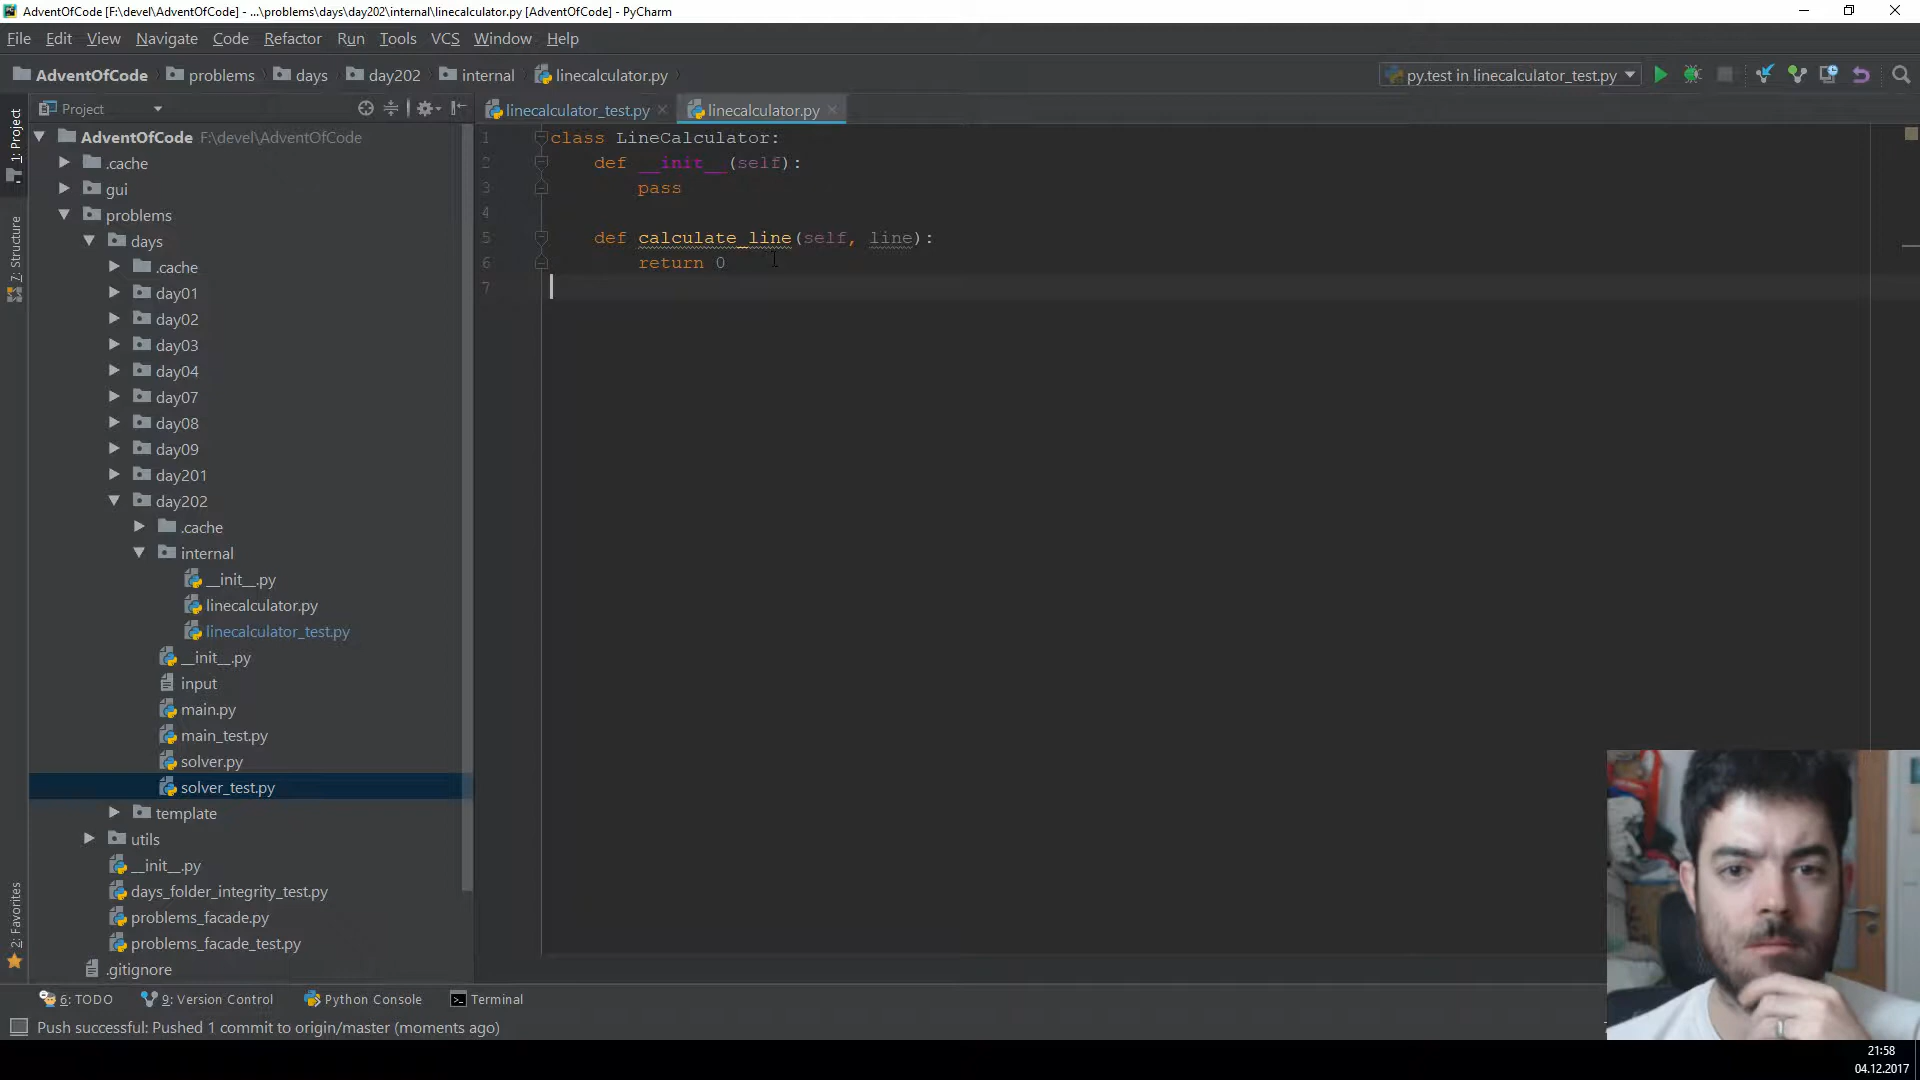 AdventOfCode [F:\devel\AdventOfCode] - ...\problems\days\day202\internal\linecalculator.py [AdventOfCode] - PyCharm
File Edit View Navigate Code Refactor Run Tools VCS Window Help
AdventOfCode problems days day202 internal linecalculator.py
py.test in linecalculator_test.py
1: Project
7: Structure
2: Favorites
Project
AdventOfCode F:\devel\AdventOfCode
.cache
gui
problems
days
.cache
day01
day02
day03
day04
day07
day08
day09
day201
day202
.cache
internal
__init__.py
linecalculator.py
linecalculator_test.py
__init__.py
input
main.py
main_test.py
solver.py
solver_test.py
template
utils
__init__.py
days_folder_integrity_test.py
problems_facade.py
problems_facade_test.py
.gitignore
linecalculator_test.py linecalculator.py
1 class LineCalculator:
2 def __init__(self):
3 pass
4
5 def calculate_line(self, line):
6 return 0
7
6: TODO 9: Version Control Python Console Terminal
Push successful: Pushed 1 commit to origin/master (moments ago)
21:58
04.12.2017